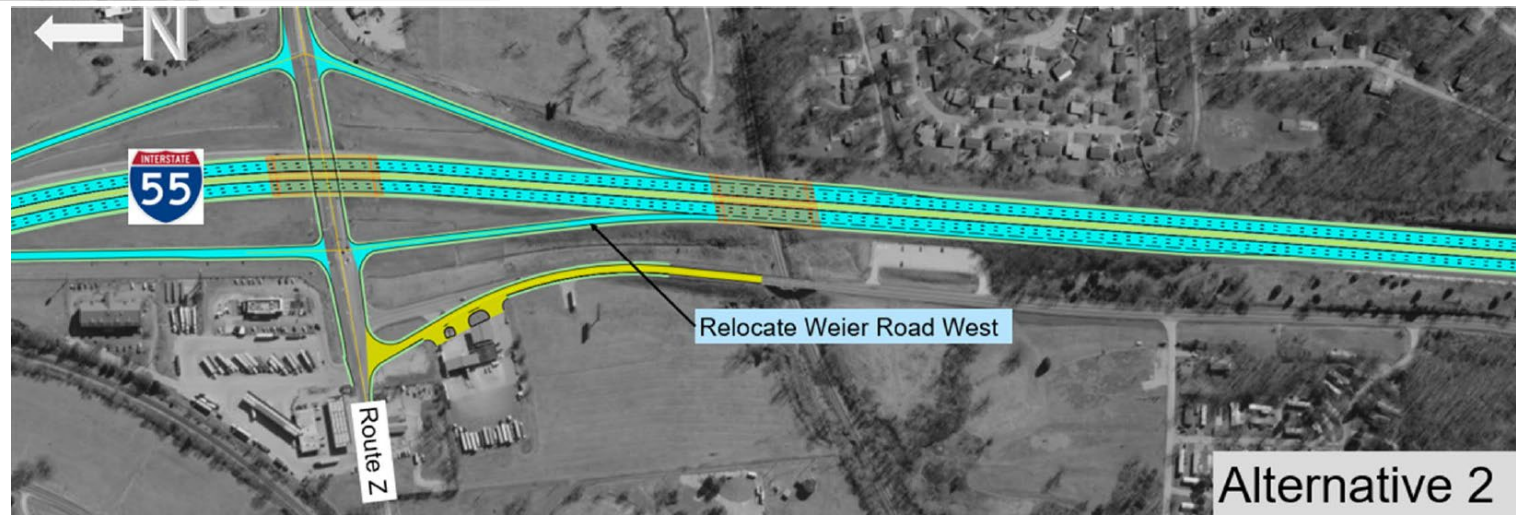 N
INTERSTATE
55
Relocate Weier Road West
Route Z
Alternative 2